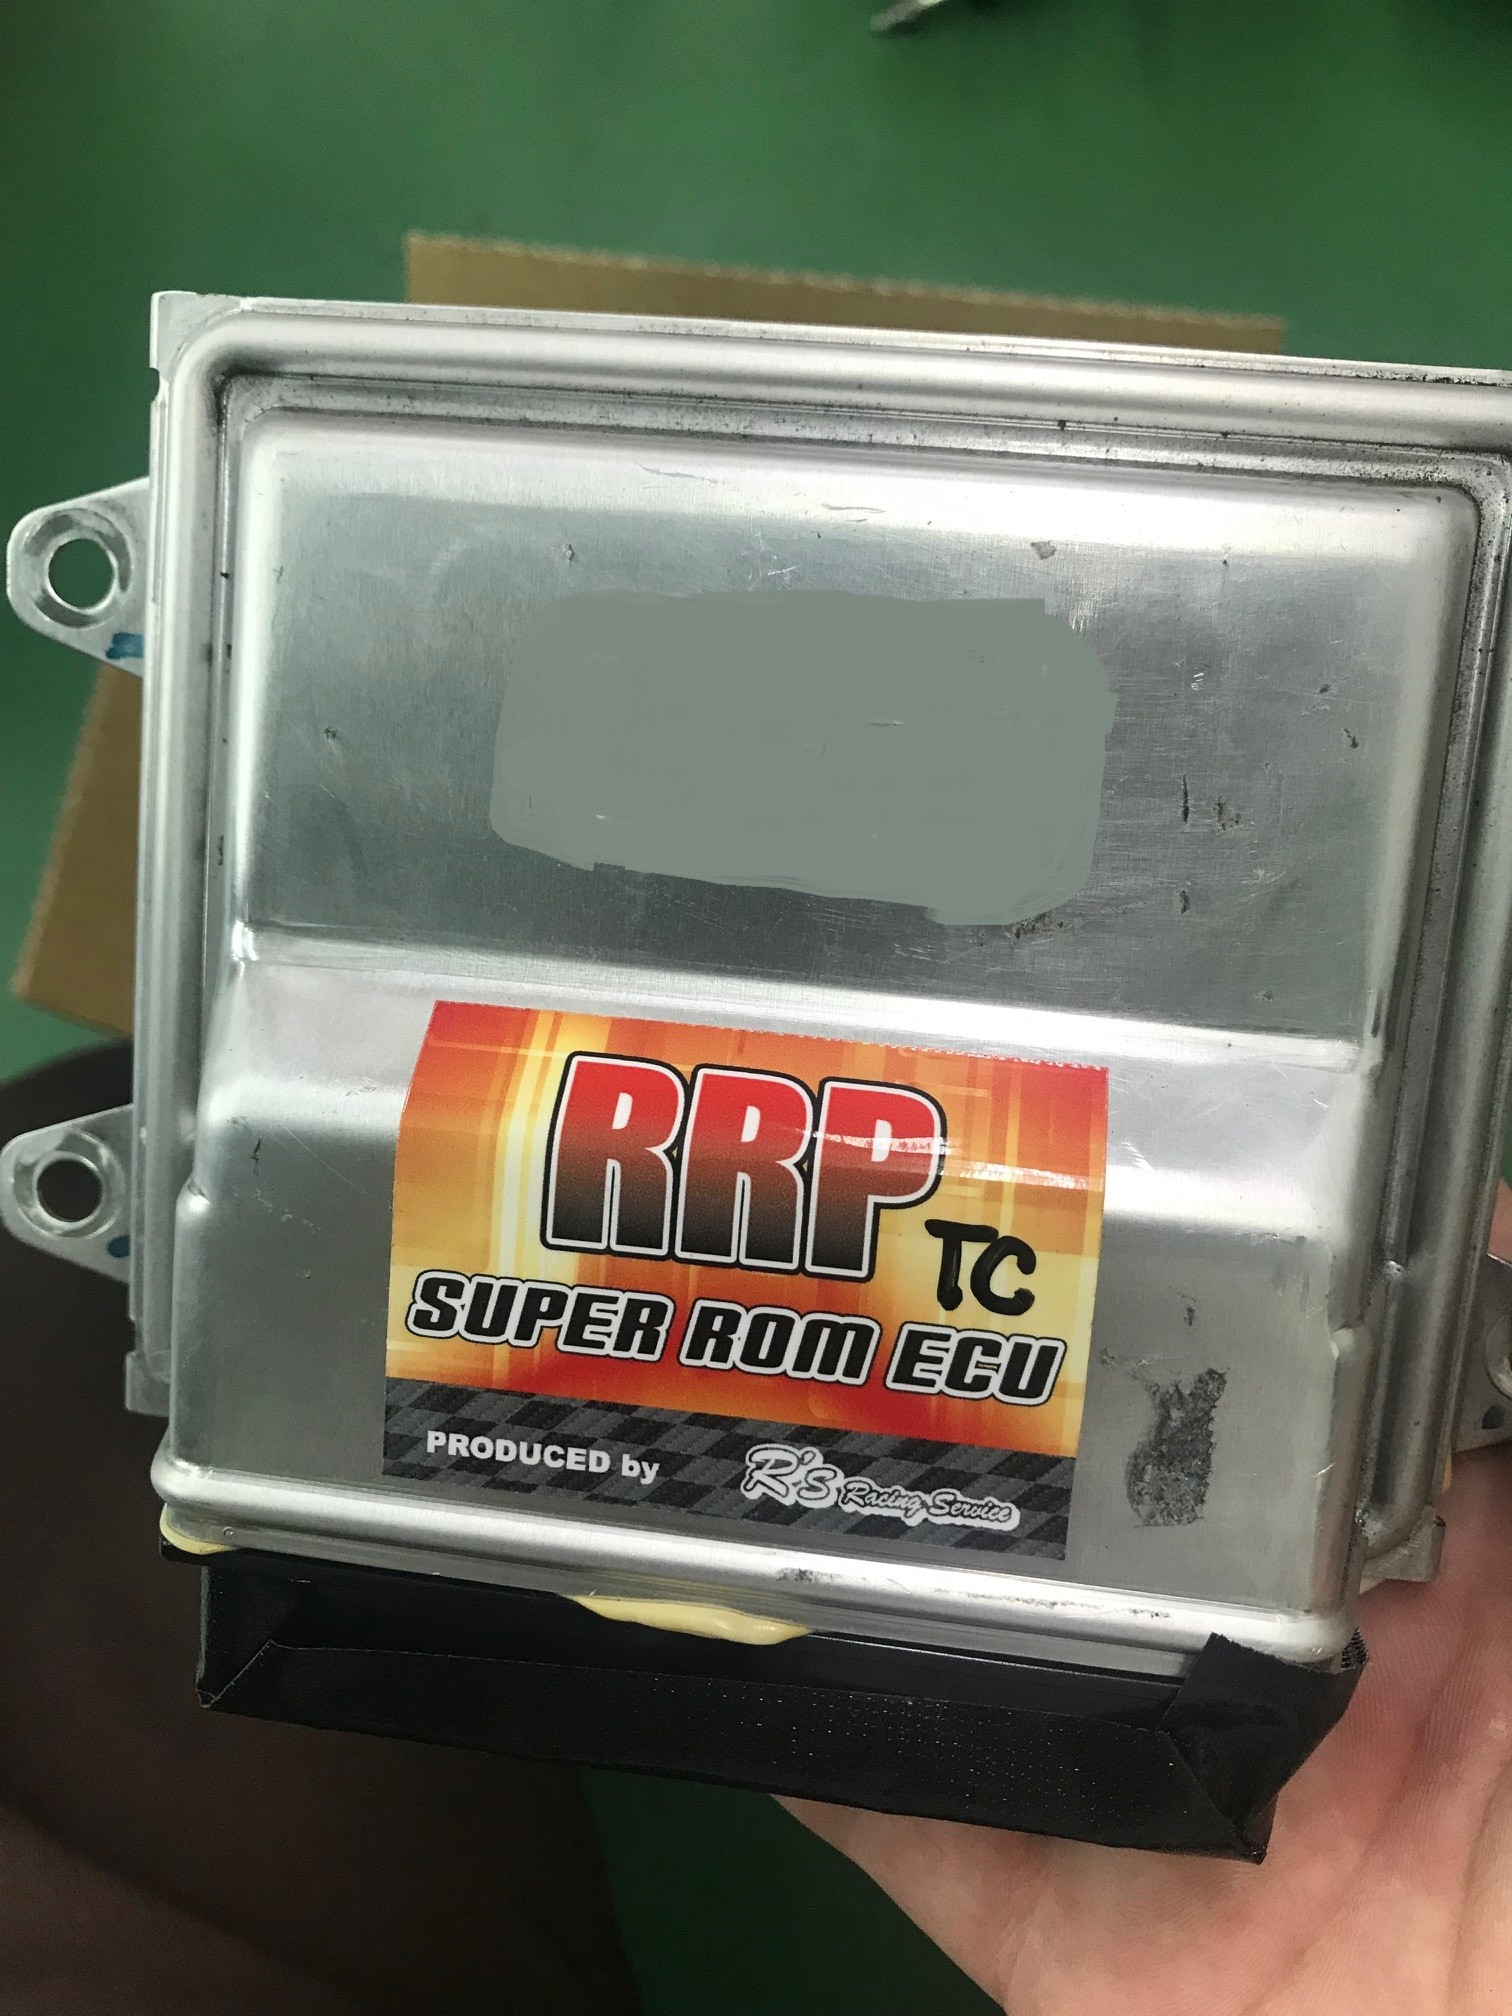 RRP TC
SUPER ROM ECU
PRODUCED by R'S Racing Service